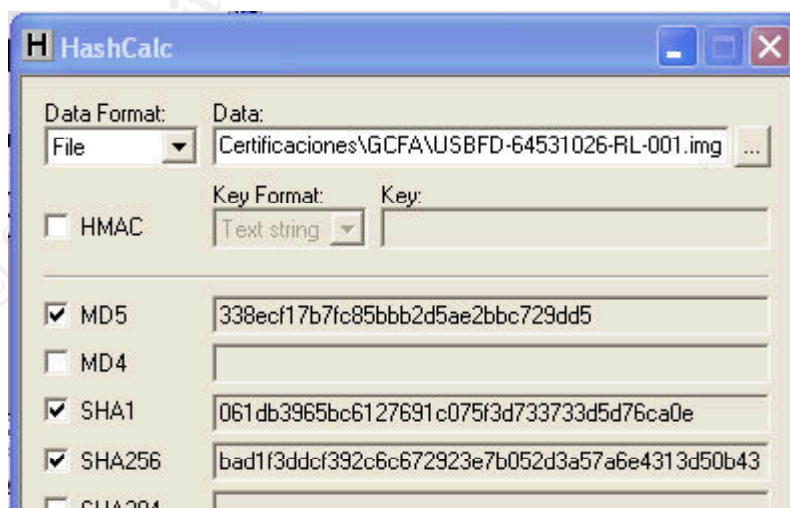 H HashCalc
Data Format: Data:
File Certificaciones\GCFA\USBFD-64531026-RL-001.img ...
Key Format: Key:
HMAC Text string
MD5 338ecf17b7fc85bbb2d5ae2bbc729dd5
MD4
SHA1 061db3965bc6127691c075f3d733733d5d76ca0e
SHA256 bad1f3ddcf392c6c672923e7b052d3a57a6e4313d50b43